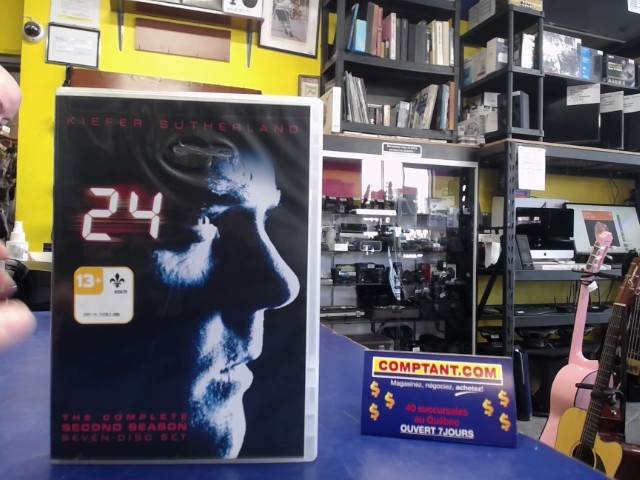 KIEFER SUTHERLAND
24
13+
THE COMPLETE
SECOND SEASON
SEVEN-DISC SET
COMPTANT.COM
Magasinez, négociez, achetez!
$ $
$ $
$ $
40 succursales
au Québec
OUVERT 7JOURS